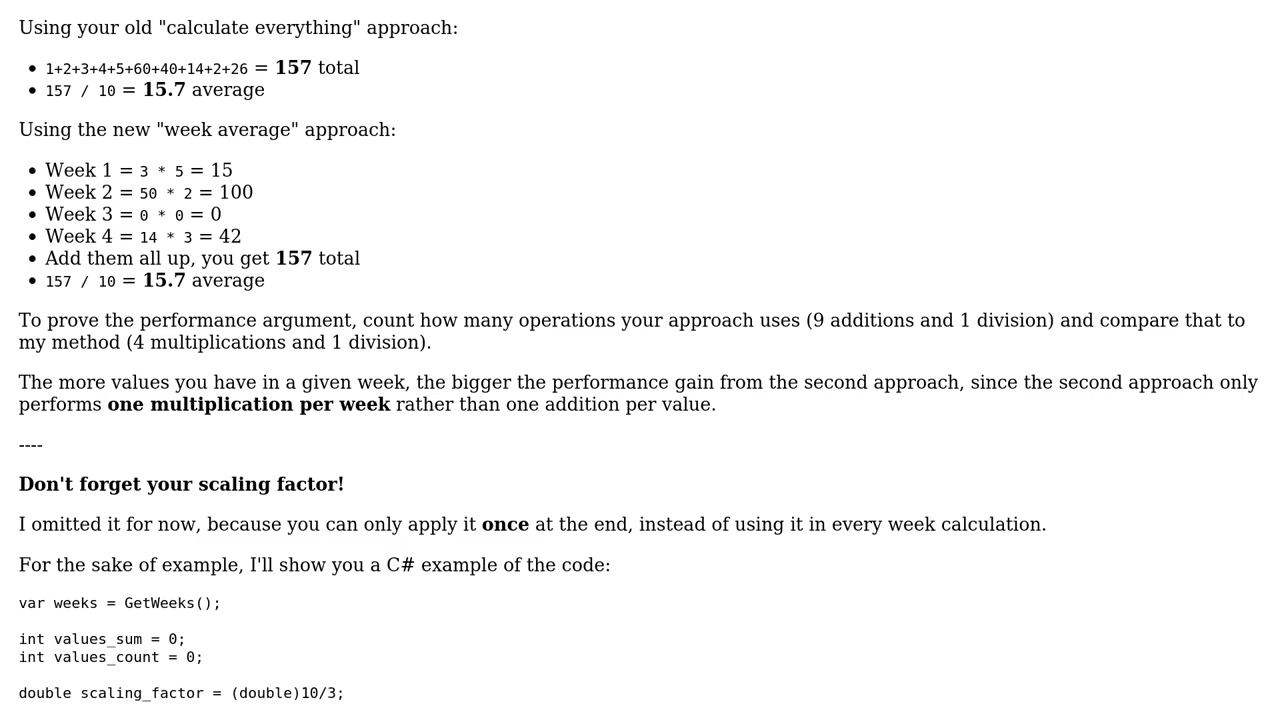 Using your old "calculate everything" approach:
• 1+2+3+4+5+60+40+14+2+26 = 157 total
• 157 / 10 = 15.7 average
Using the new "week average" approach:
• Week 1 = 3 * 5 = 15
• Week 2 = 50 * 2 = 100
• Week 3 = 0 * 0 = 0
• Week 4 = 14 * 3 = 42
• Add them all up, you get 157 total
• 157 / 10 = 15.7 average
To prove the performance argument, count how many operations your approach uses (9 additions and 1 division) and compare that to
my method (4 multiplications and 1 division).
The more values you have in a given week, the bigger the performance gain from the second approach, since the second approach only
performs one multiplication per week rather than one addition per value.
----
Don't forget your scaling factor!
I omitted it for now, because you can only apply it once at the end, instead of using it in every week calculation.
For the sake of example, I'll show you a C# example of the code:
var weeks = GetWeeks();
int values_sum = 0;
int values_count = 0;
double scaling_factor = (double)10/3;